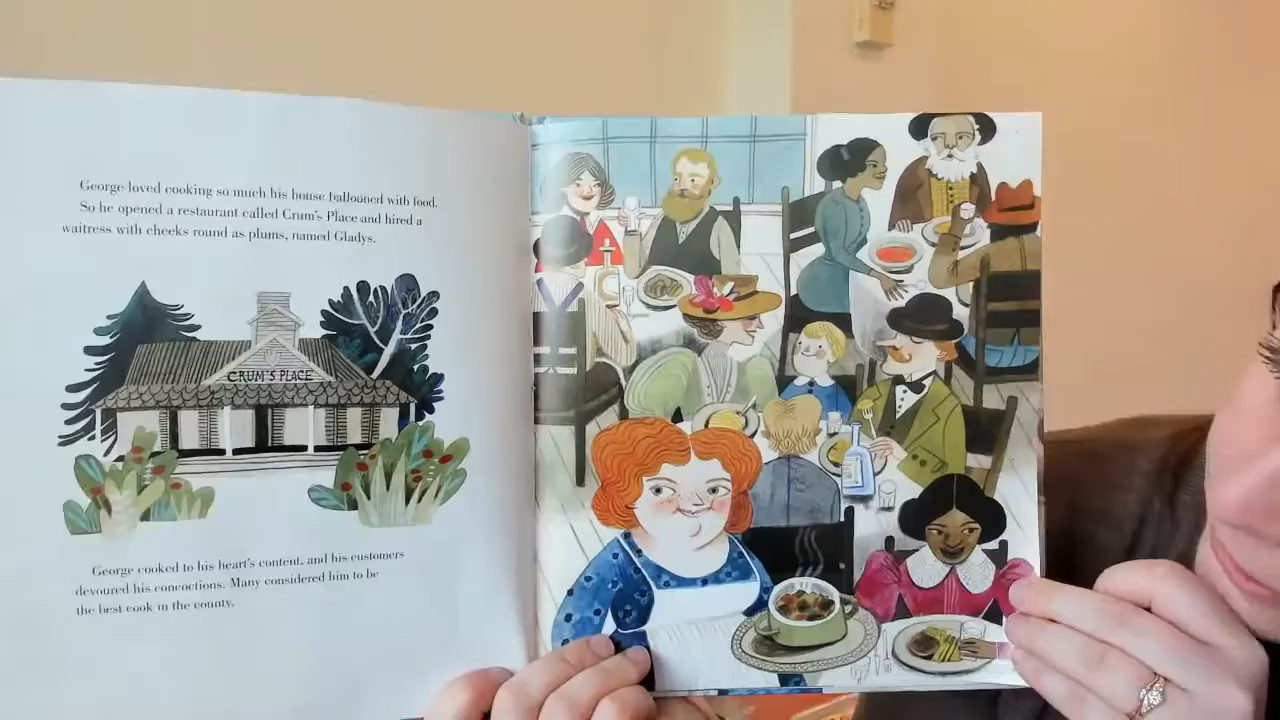 George loved cooking so much his house ballooned with food.
So he opened a restaurant called Crum's Place and hired a
waitress with cheeks round as plums, named Gladys.
CRUM'S PLACE
George cooked to his heart's content, and his customers
devoured his concoctions. Many considered him to be
the best cook in the county.